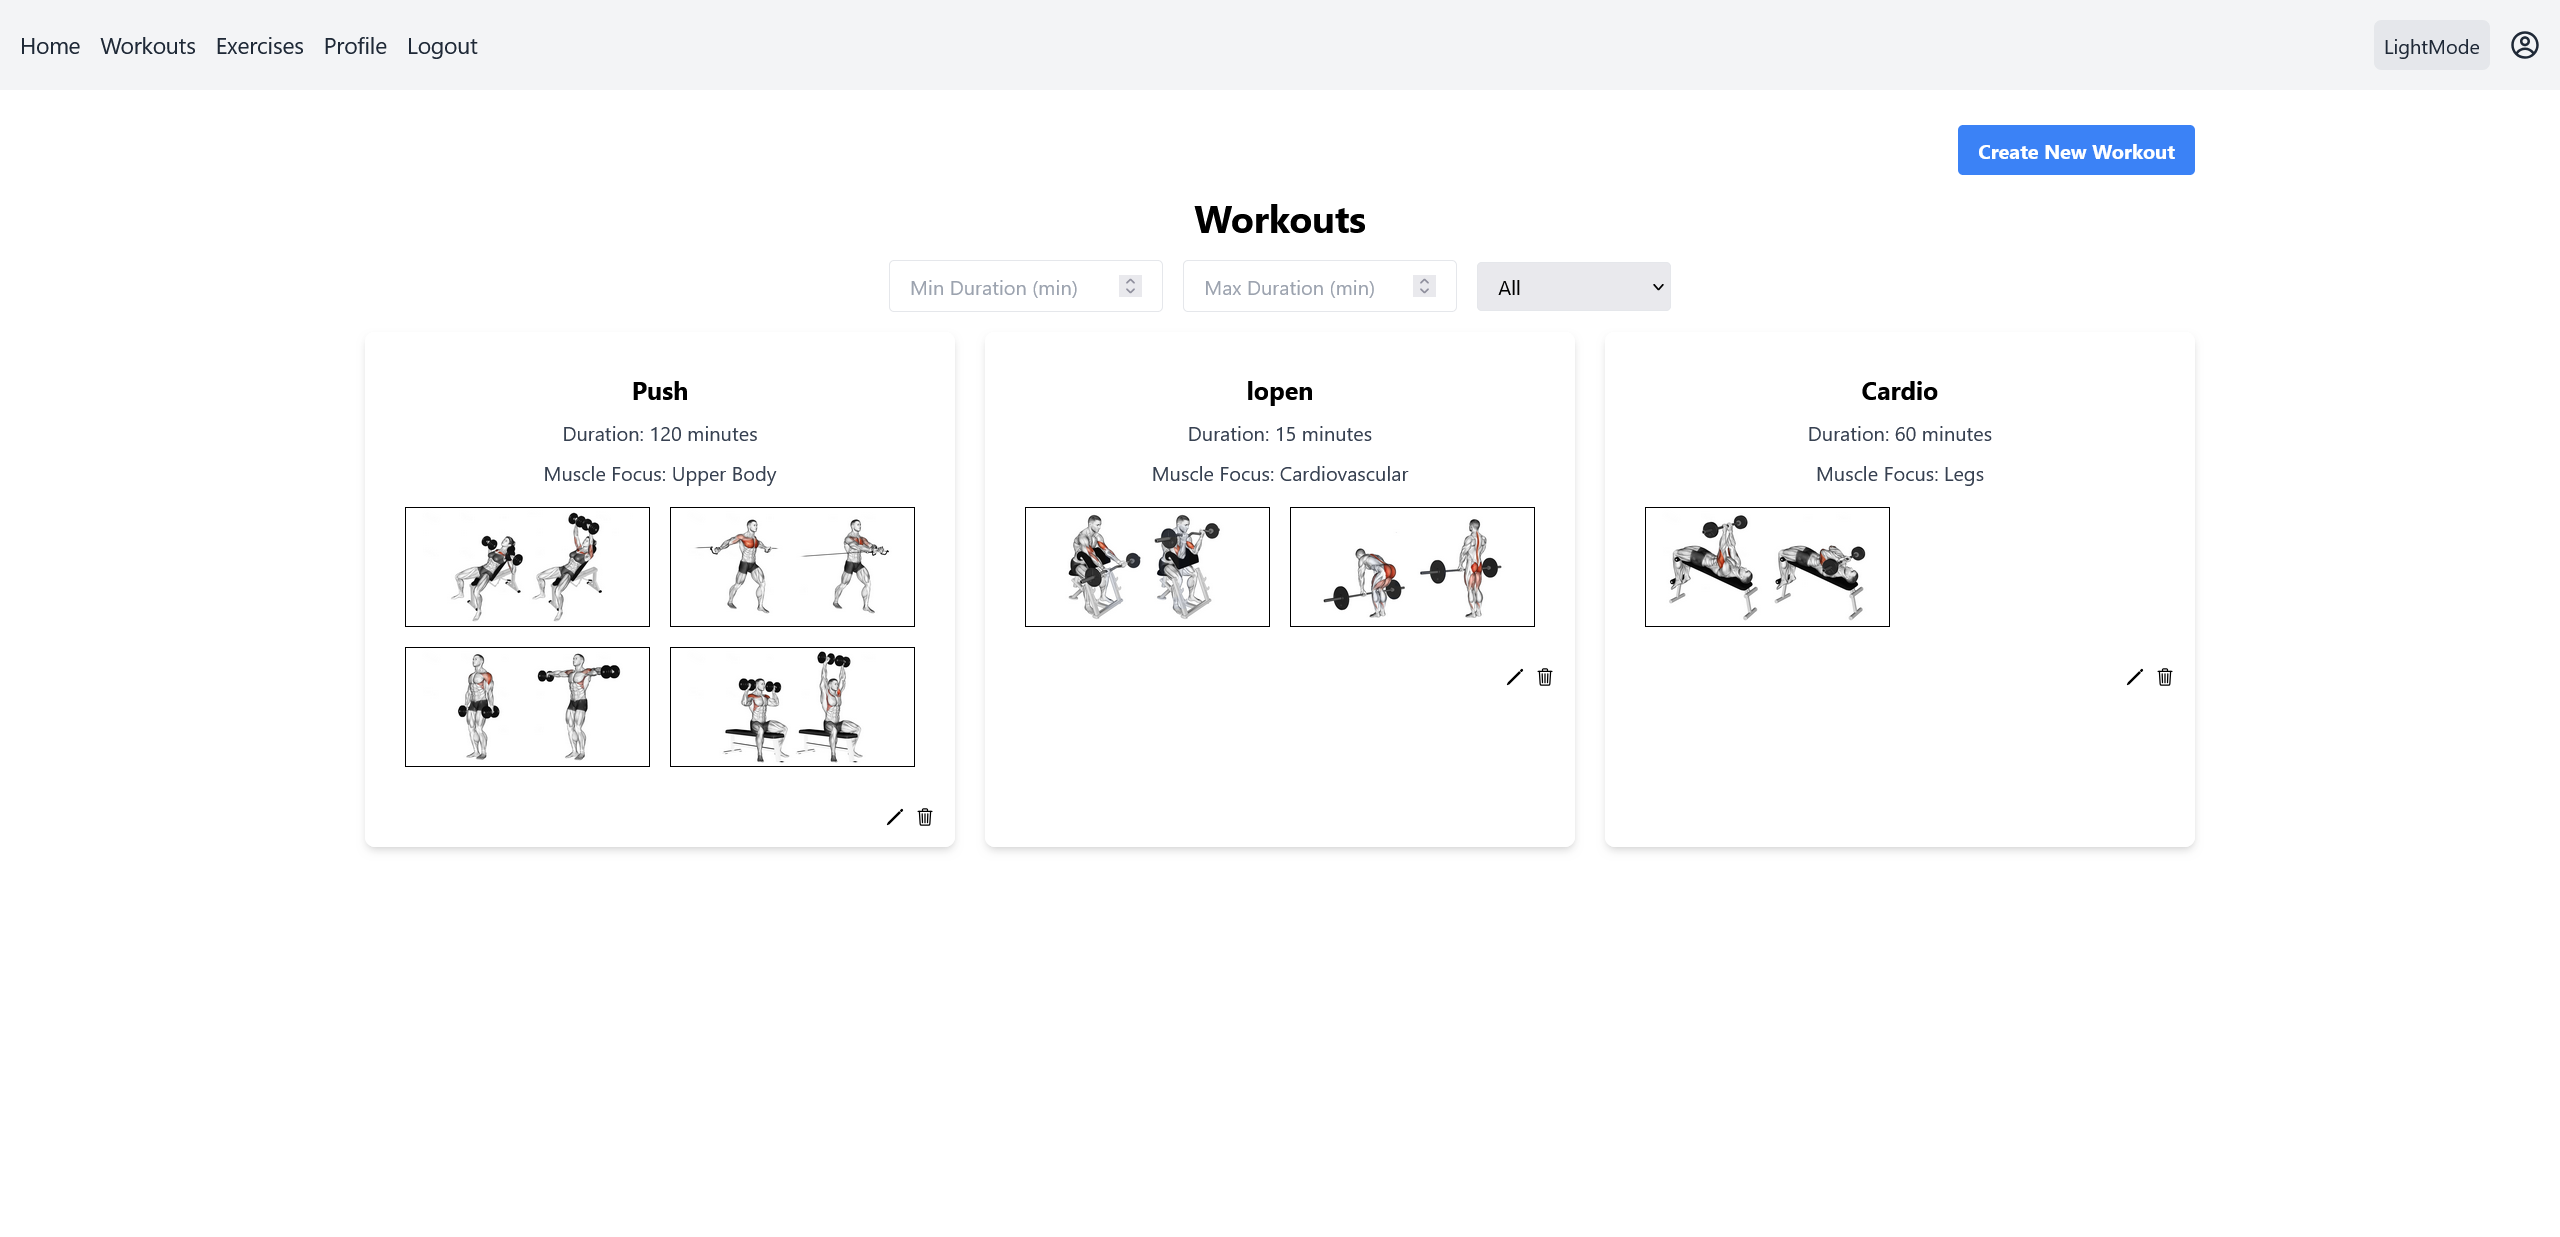 Home Workouts Exercises Profile Logout LightMode
Create New Workout
Workouts
Min Duration (min) Max Duration (min) All
Push
Duration: 120 minutes
Muscle Focus: Upper Body
lopen
Duration: 15 minutes
Muscle Focus: Cardiovascular
Cardio
Duration: 60 minutes
Muscle Focus: Legs